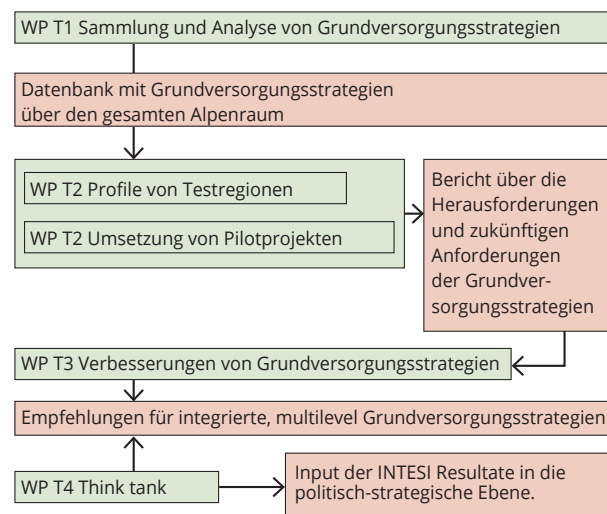 WP T1 Sammlung und Analyse von Grundversorgungsstrategien
Datenbank mit Grundversorgungsstrategien
über den gesamten Alpenraum
WP T2 Profile von Testregionen
WP T2 Umsetzung von Pilotprojekten
Bericht über die
Herausforderungen
und zukünftigen
Anforderungen
der Grundver-
sorgungsstrategien
WP T3 Verbesserungen von Grundversorgungsstrategien
Empfehlungen für integrierte, multilevel Grundversorgungsstrategien
WP T4 Think tank
Input der INTESI Resultate in die
politisch-strategische Ebene.